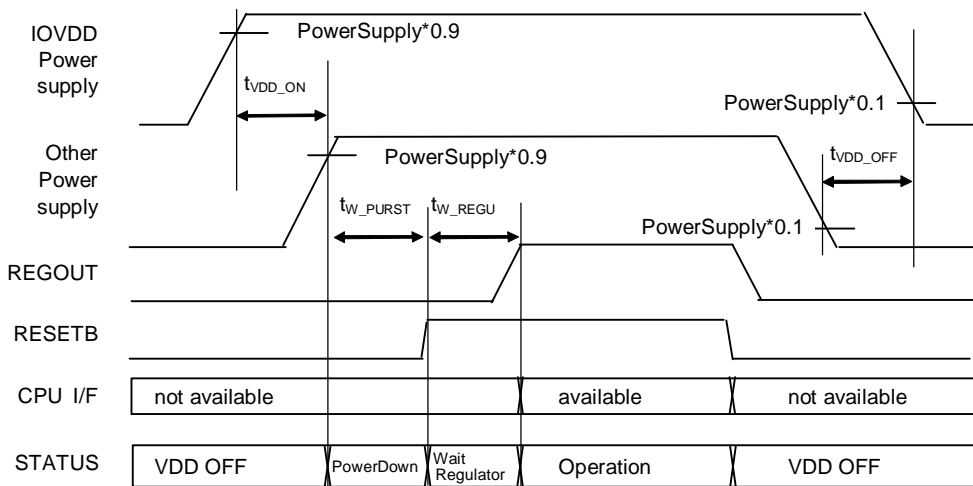 IOVDD
Power
supply
PowerSupply*0.9
tVDD_ON
PowerSupply*0.1
Other
Power
supply
PowerSupply*0.9
tVDD_OFF
tW_PURST
tW_REGU
PowerSupply*0.1
REGOUT
RESETB
CPU I/F
not available
available
not available
STATUS
VDD OFF
PowerDown
Wait
Regulator
Operation
VDD OFF